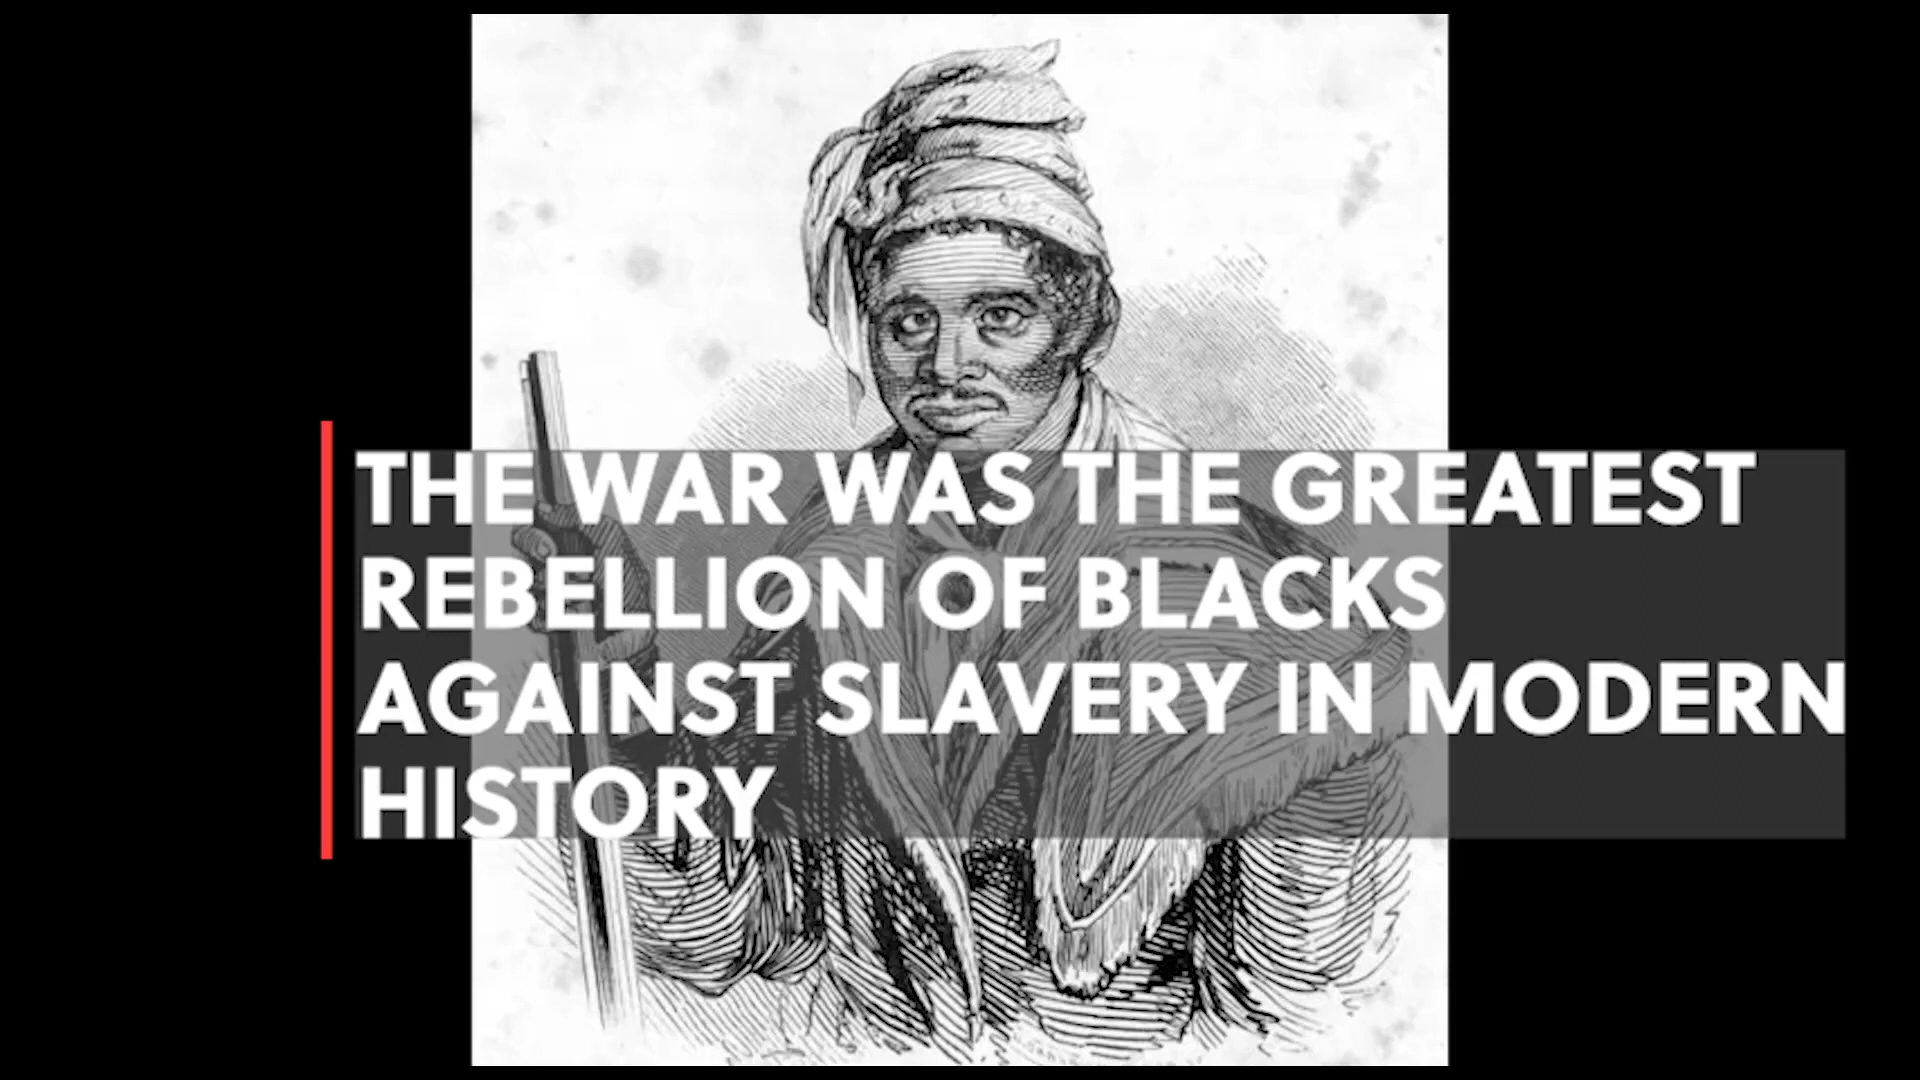 THE WAR WAS THE GREATEST
REBELLION OF BLACKS
AGAINST SLAVERY IN MODERN
HISTORY